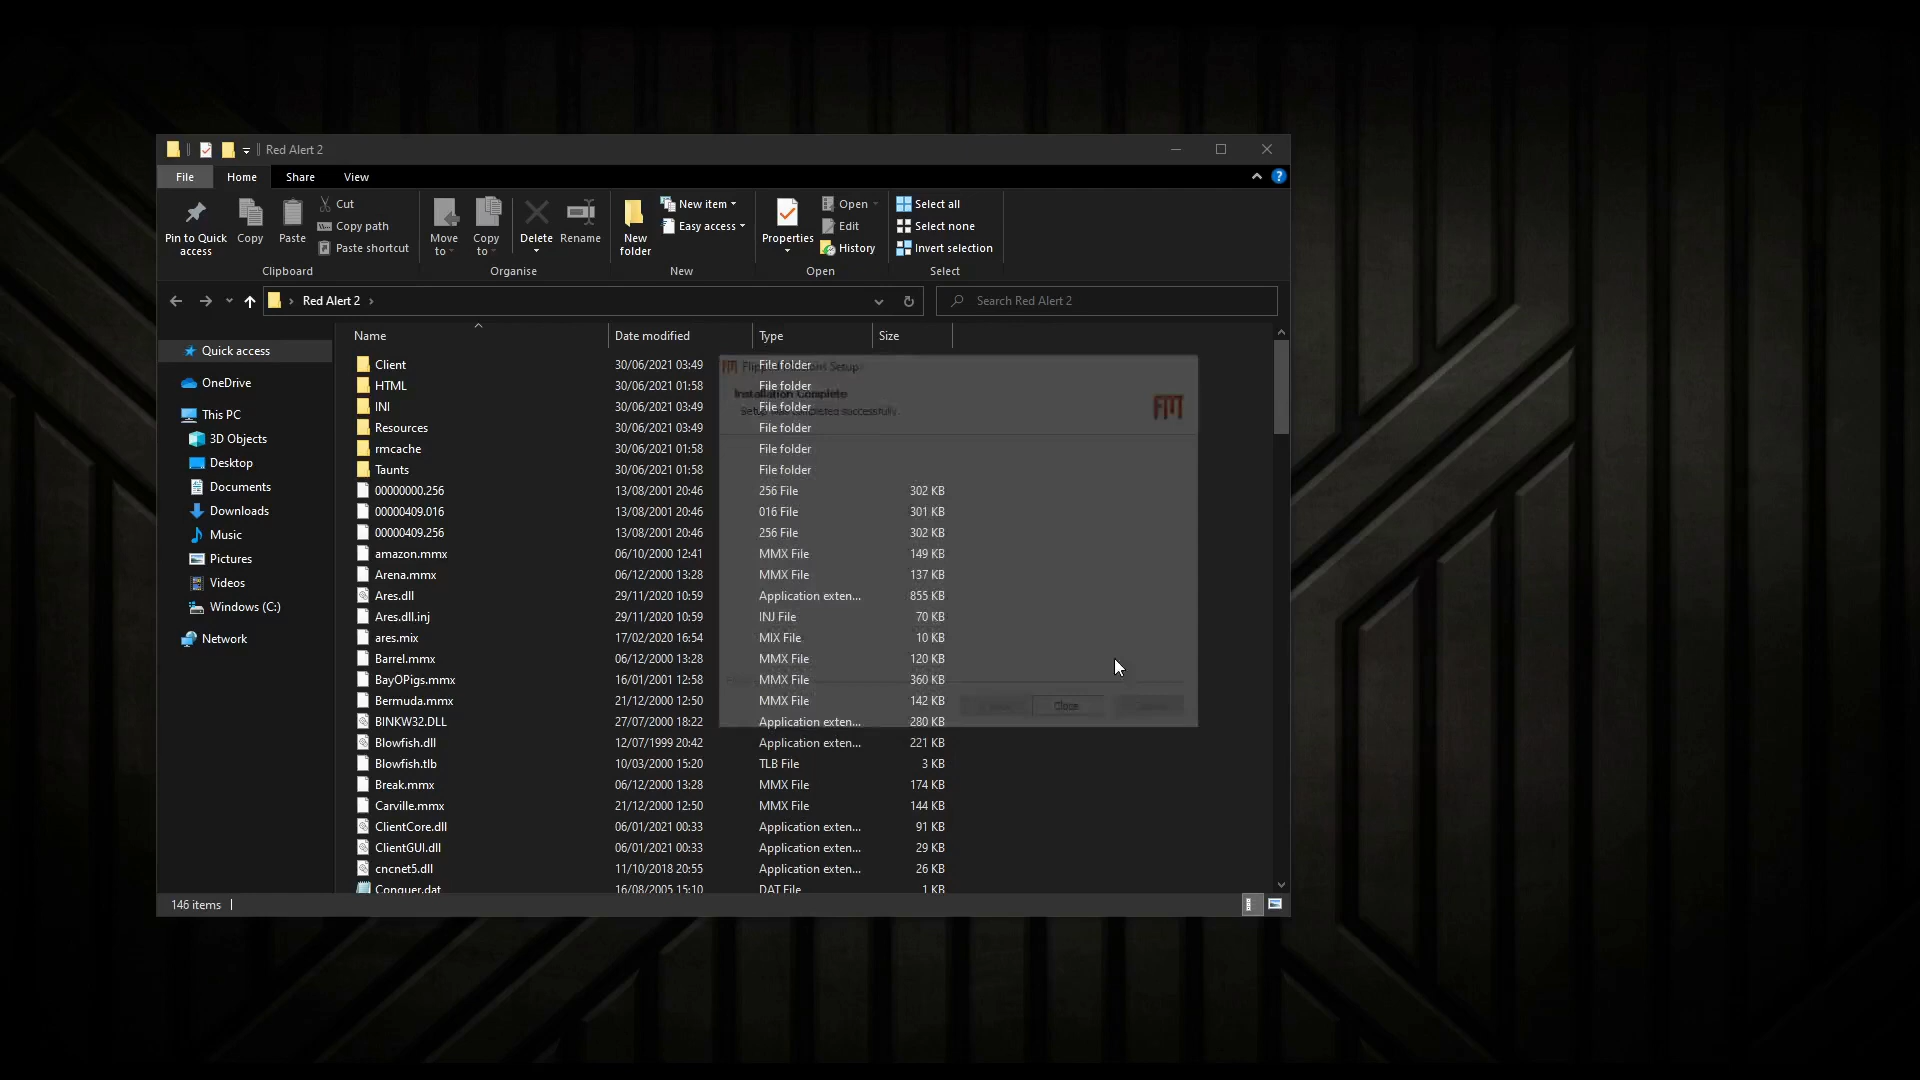 Red Alert 2
File Home Share View
Pin to Quick access
Copy
Paste
Cut
Copy path
Paste shortcut
Clipboard
Move to
Copy to
Delete
Rename
Organise
New folder
New item
Easy access
New
Properties
Open
Edit
History
Open
Select all
Select none
Invert selection
Select
Red Alert 2
Search Red Alert 2
Quick access
OneDrive
This PC
3D Objects
Desktop
Documents
Downloads
Music
Pictures
Videos
Windows (C:)
Network
Name Date modified Type Size
Client 30/06/2021 03:49 File folder
HTML 30/06/2021 01:58 File folder
INI 30/06/2021 03:49 File folder
Resources 30/06/2021 03:49 File folder
rmcache 30/06/2021 01:58 File folder
Taunts 30/06/2021 01:58 File folder
00000000.256 13/08/2001 20:46 256 File 302 KB
00000409.016 13/08/2001 20:46 016 File 301 KB
00000409.256 13/08/2001 20:46 256 File 302 KB
amazon.mmx 06/10/2000 12:41 MMX File 149 KB
Arena.mmx 06/12/2000 13:28 MMX File 137 KB
Ares.dll 29/11/2020 10:59 Application exten... 855 KB
Ares.dll.inj 29/11/2020 10:59 INJ File 70 KB
ares.mix 17/02/2020 16:54 MIX File 10 KB
Barrel.mmx 06/12/2000 13:28 MMX File 120 KB
BayOPigs.mmx 16/01/2001 12:58 MMX File 360 KB
Bermuda.mmx 21/12/2000 12:50 MMX File 142 KB
BINKW32.DLL 27/07/2000 18:22 Application exten... 280 KB
Blowfish.dll 12/07/1999 20:42 Application exten... 221 KB
Blowfish.tlb 10/03/2000 15:20 TLB File 3 KB
Break.mmx 06/12/2000 13:28 MMX File 174 KB
Carville.mmx 21/12/2000 12:50 MMX File 144 KB
ClientCore.dll 06/01/2021 00:33 Application exten... 91 KB
ClientGUI.dll 06/01/2021 00:33 Application exten... 29 KB
cncnet5.dll 11/10/2018 20:55 Application exten... 26 KB
Conquer.dat 16/08/2005 15:10 DAT File 1 KB
Setup
Installation Complete
Setup was completed successfully.
Close
146 items